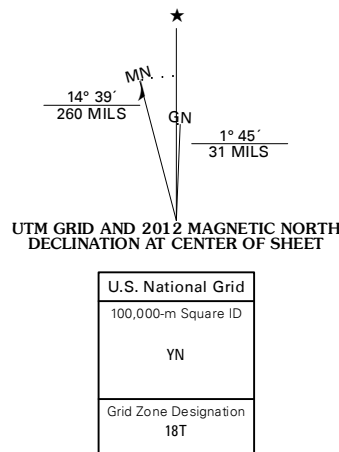 ★
MN
GN
14° 39´
260 MILS
1° 45´
31 MILS
UTM GRID AND 2012 MAGNETIC NORTH
DECLINATION AT CENTER OF SHEET
U.S. National Grid
100,000-m Square ID
YN
Grid Zone Designation
18T